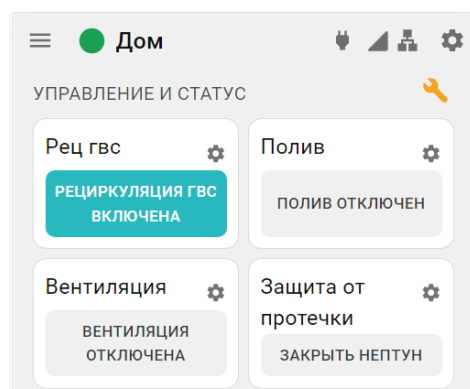 Дом
УПРАВЛЕНИЕ И СТАТУС
Рец гвс
РЕЦИРКУЛЯЦИЯ ГВС
ВКЛЮЧЕНА
Полив
ПОЛИВ ОТКЛЮЧЕН
Вентиляция
ВЕНТИЛЯЦИЯ
ОТКЛЮЧЕНА
Защита от
протечки
ЗАКРЫТЬ НЕПТУН